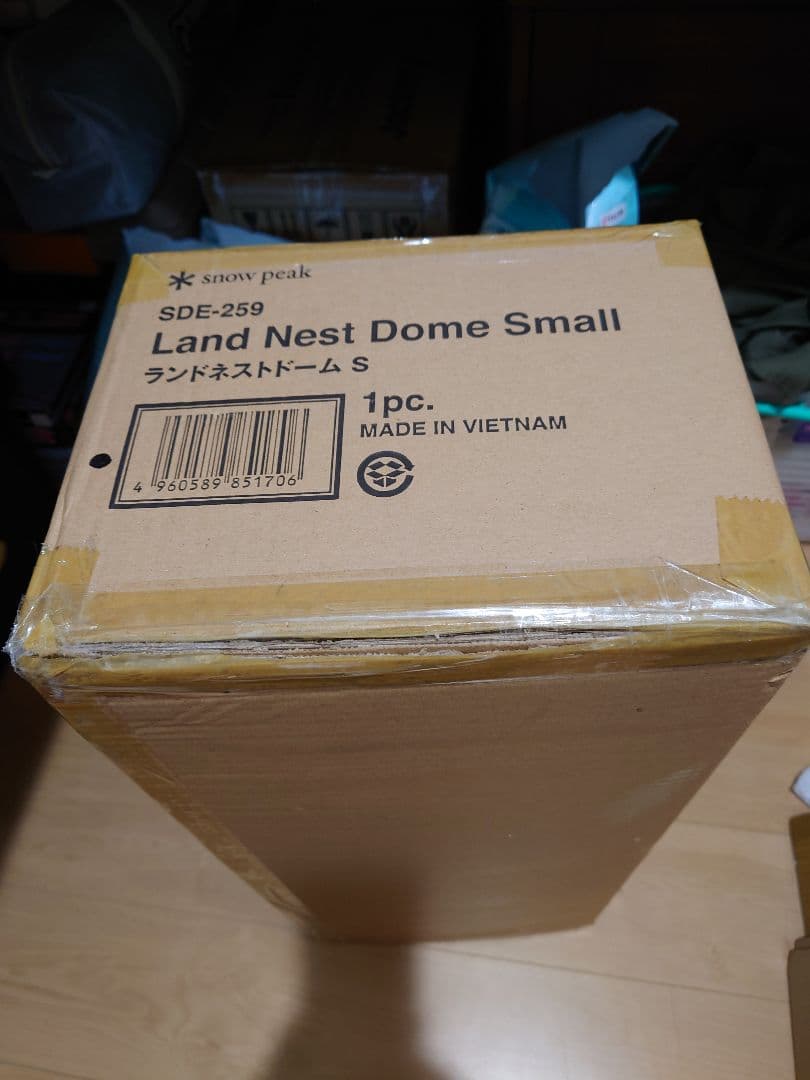 snow peak
SDE-259
Land Nest Dome Small
ランドネストドーム S
1pc.
MADE IN VIETNAM
4 960589 851706